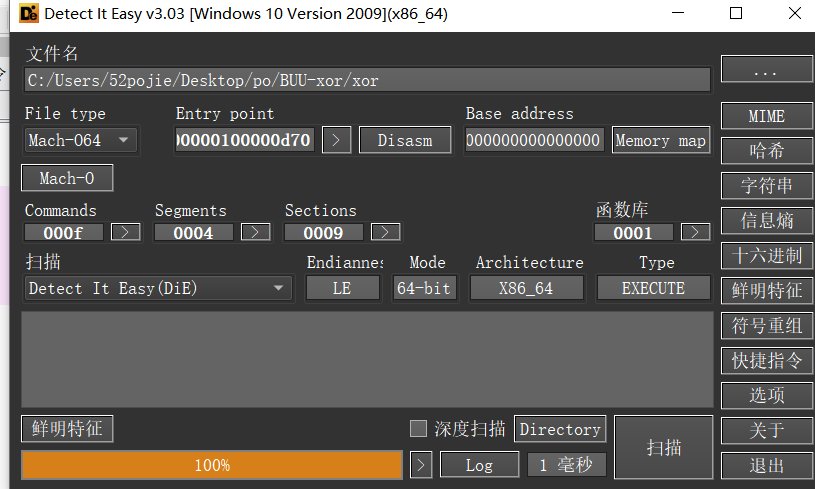 Detect It Easy v3.03 [Windows 10 Version 2009](x86_64)
文件名
C:/Users/52pojie/Desktop/po/BUU-xor/xor
...
File type
Entry point
Base address
Mach-O64
00000100000d70
>
Disasm
000000000000000
Memory map
MIME
Mach-O
哈希
Commands
Segments
Sections
函数库
字符串
000f
>
0004
>
0009
>
0001
>
信息熵
扫描
Endiannes
Mode
Architecture
Type
十六进制
Detect It Easy(DiE)
LE
64-bit
X86_64
EXECUTE
鲜明特征
符号重组
快捷指令
选项
鲜明特征
深度扫描
Directory
扫描
关于
100%
>
Log
1 毫秒
退出